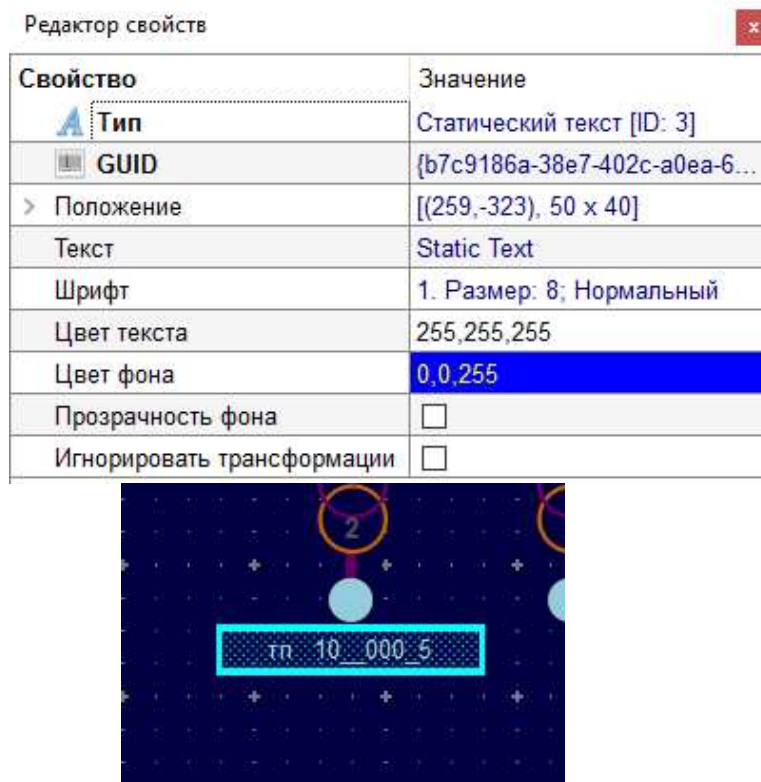 Редактор свойств x
Свойство Значение
Тип Статический текст [ID: 3]
GUID {b7c9186a-38e7-402c-a0ea-6...
Положение [(259,-323), 50 x 40]
Текст Static Text
Шрифт 1. Размер: 8; Нормальный
Цвет текста 255,255,255
Цвет фона 0,0,255
Прозрачность фона
Игнорировать трансформации
2
тп 10__000_5